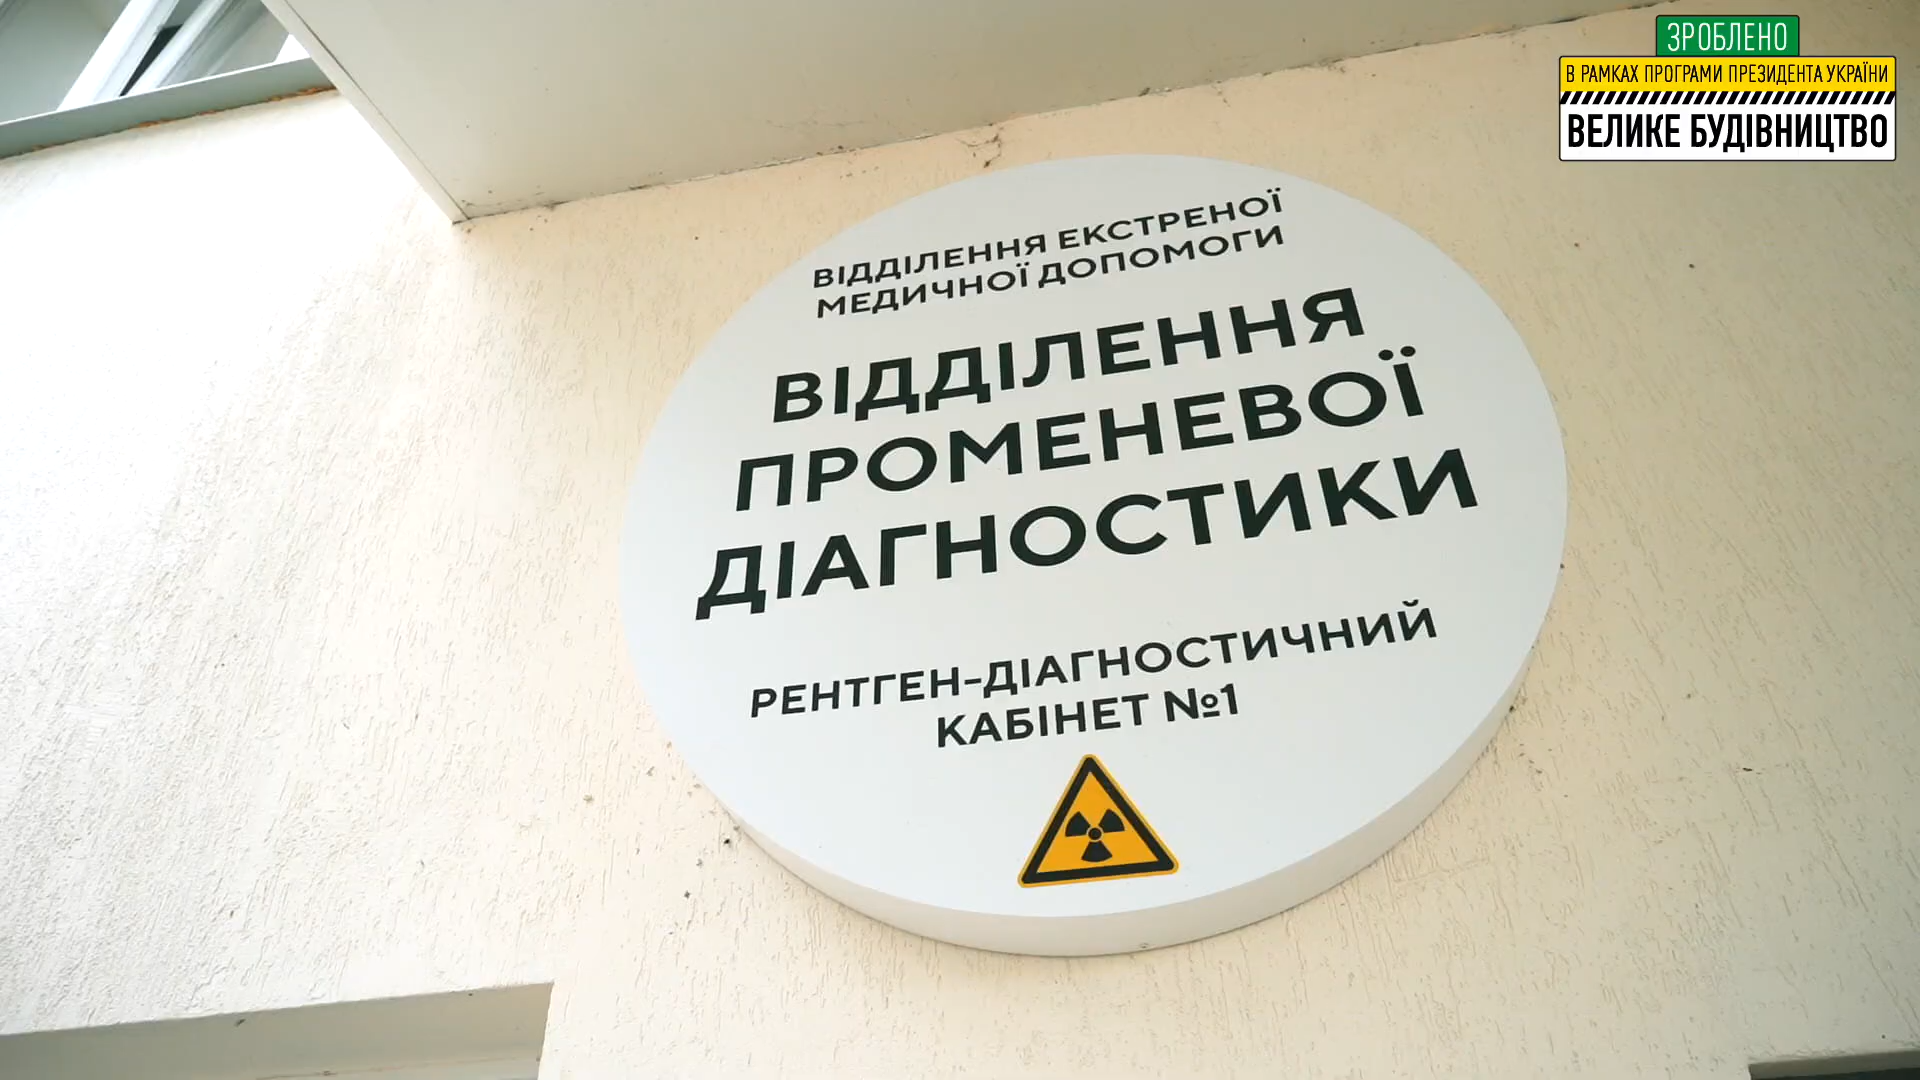 ЗРОБЛЕНО
В РАМКАХ ПРОГРАМИ ПРЕЗИДЕНТА УКРАЇНИ
ВЕЛИКЕ БУДІВНИЦТВО
ВІДДІЛЕННЯ ЕКСТРЕНОЇ
МЕДИЧНОЇ ДОПОМОГИ
ВІДДІЛЕННЯ
ПРОМЕНЕВОЇ
ДІАГНОСТИКИ
РЕНТГЕН-ДІАГНОСТИЧНИЙ
КАБІНЕТ №1